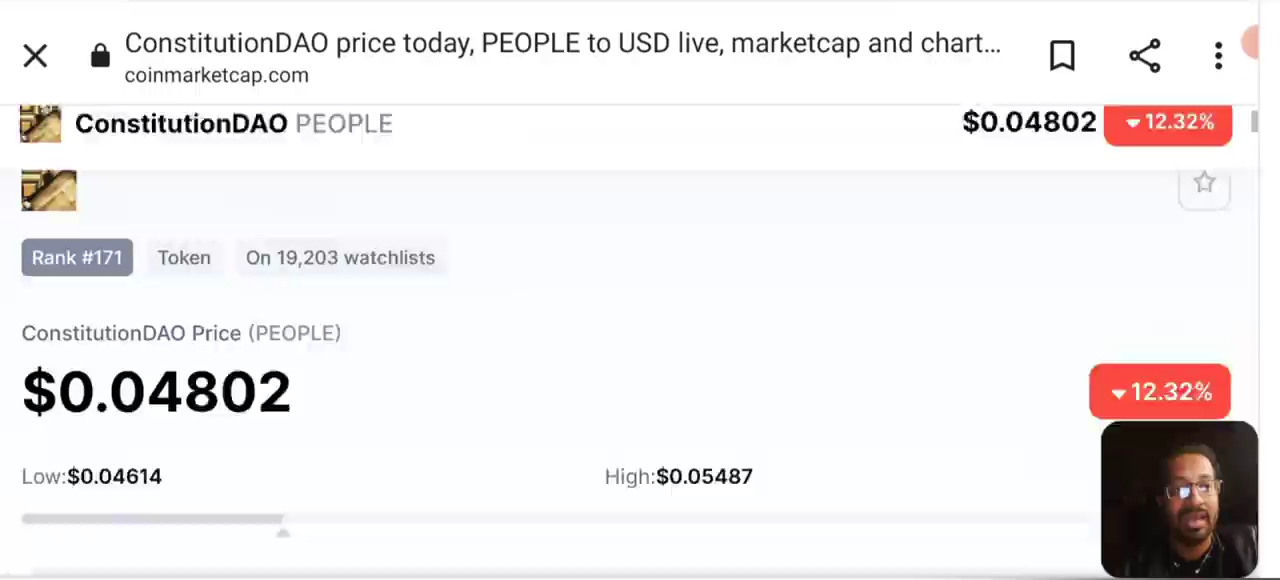 ConstitutionDAO price today, PEOPLE to USD live, marketcap and chart...
coinmarketcap.com
ConstitutionDAO PEOPLE $0.04802 12.32%
Rank #171 Token On 19,203 watchlists
ConstitutionDAO Price (PEOPLE)
$0.04802 12.32%
Low:$0.04614 High:$0.05487